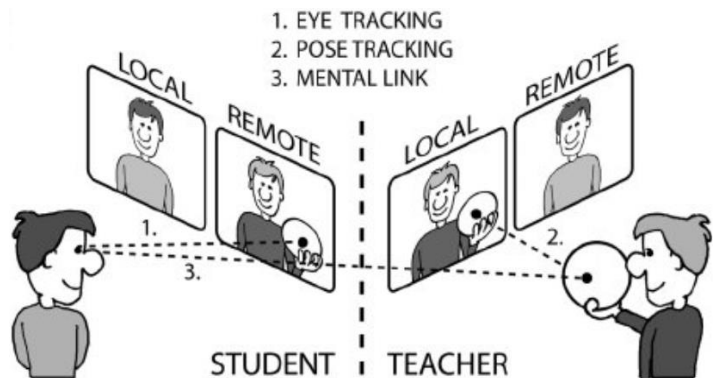 1. EYE TRACKING
2. POSE TRACKING
3. MENTAL LINK
LOCAL
REMOTE
LOCAL
REMOTE
1.
2.
3.
STUDENT
TEACHER